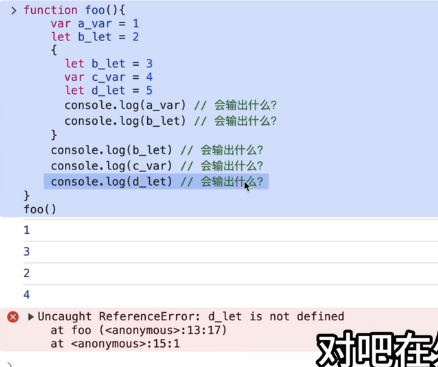 function foo(){
var a_var = 1
let b_let = 2
{
let b_let = 3
var c_var = 4
let d_let = 5
console.log(a_var) // 会输出什么？
console.log(b_let) // 会输出什么？
}
console.log(b_let) // 会输出什么？
console.log(c_var) // 会输出什么？
console.log(d_let) // 会输出什么？
}
foo()
1
3
2
4
Uncaught ReferenceError: d_let is not defined
at foo (<anonymous>:13:17)
at <anonymous>:15:1
对吧在